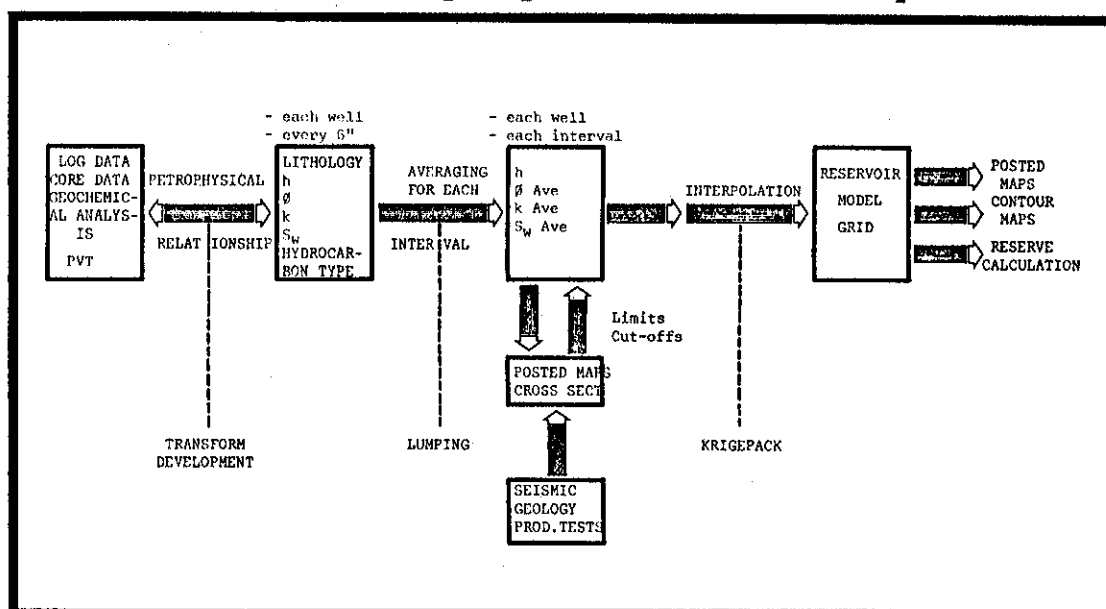 - each well
- every 6"
- each well
- each interval
LOG DATA
CORE DATA
GEOCHEMIC-
AL ANALYS-
IS
PVT
PETROPHYSICAL
RELATIONSHIP
LITHOLOGY
h
Ø
k
Sw
HYDROCAR-
BON TYPE
AVERAGING
FOR EACH
INTERVAL
h
Ø Ave
k Ave
Sw Ave
INTERPOLATION
RESERVOIR
MODEL
GRID
POSTED
MAPS
CONTOUR
MAPS
RESERVE
CALCULATION
Limits
Cut-offs
POSTED MAPS
CROSS SECT
TRANSFORM
DEVELOPMENT
LUMPING
KRIGEPACK
SEISMIC
GEOLOGY
PROD.TESTS